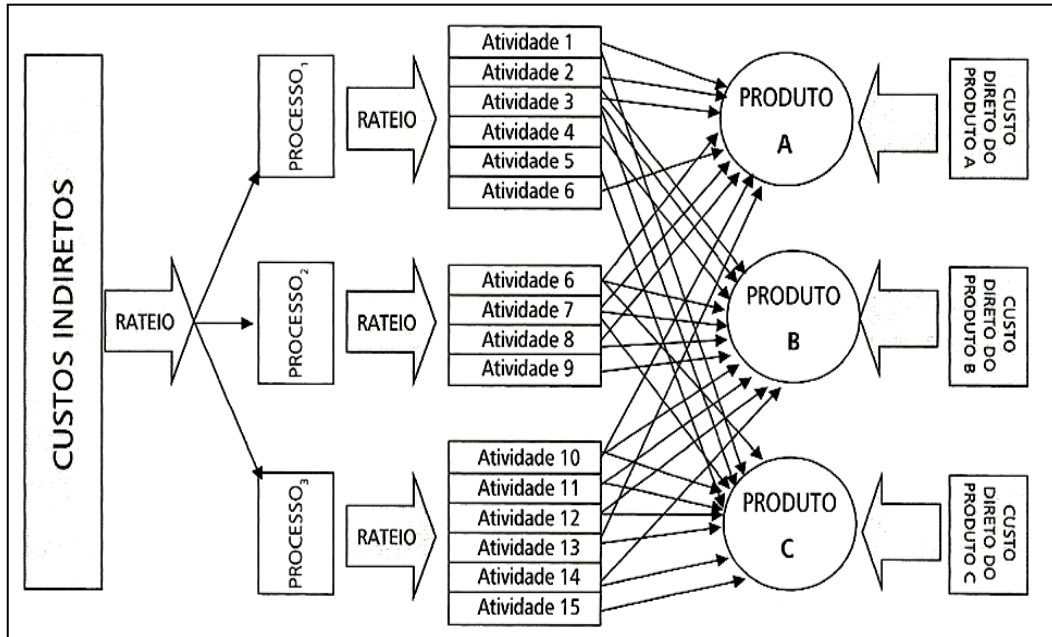 CUSTOS INDIRETOS
RATEIO
PROCESSO₁
RATEIO
Atividade 1
Atividade 2
Atividade 3
Atividade 4
Atividade 5
Atividade 6
PRODUTO
A
CUSTO
DIRETO DO
PRODUTO A
PROCESSO₂
RATEIO
Atividade 6
Atividade 7
Atividade 8
Atividade 9
PRODUTO
B
CUSTO
DIRETO DO
PRODUTO B
PROCESSO₃
RATEIO
Atividade 10
Atividade 11
Atividade 12
Atividade 13
Atividade 14
Atividade 15
PRODUTO
C
CUSTO
DIRETO DO
PRODUTO C